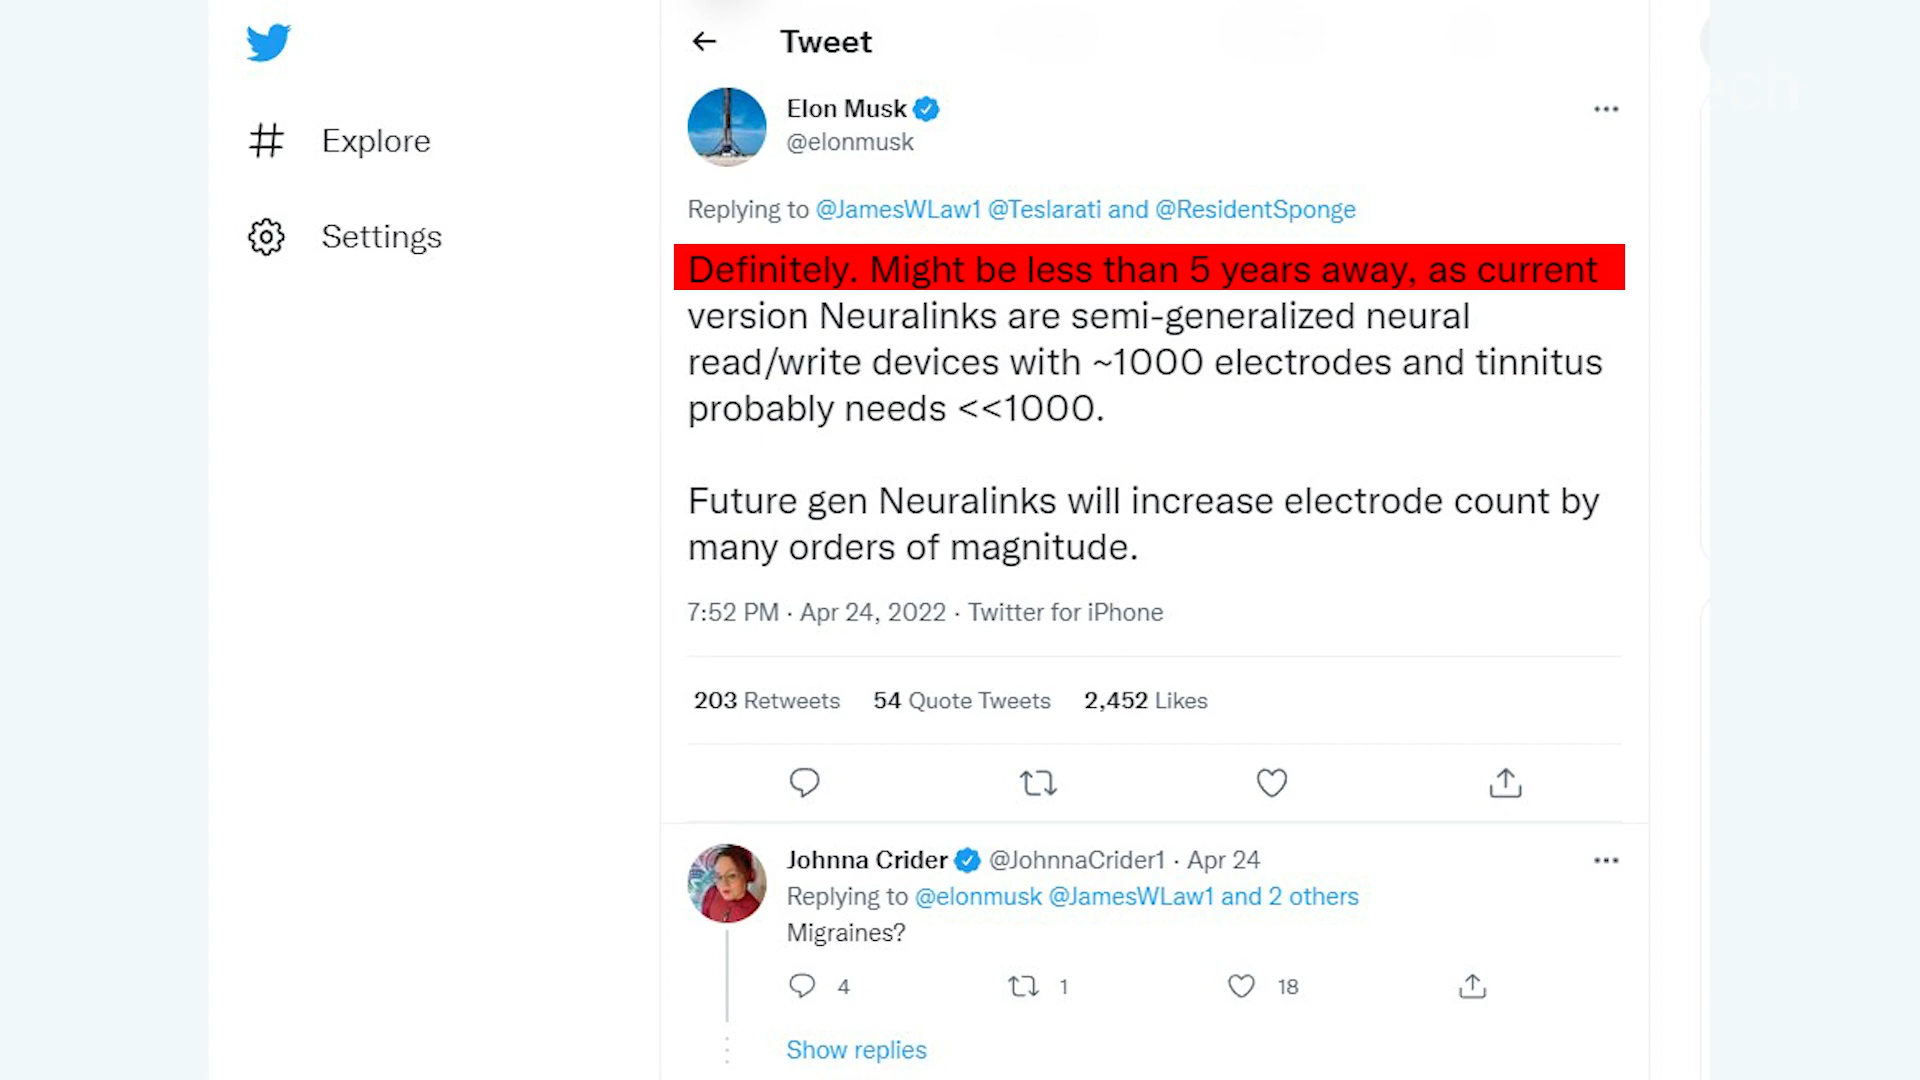 Tweet
Explore
Settings
Elon Musk
@elonmusk
Replying to @JamesWLaw1 @Teslarati and @ResidentSponge
Definitely. Might be less than 5 years away, as current
version Neuralinks are semi-generalized neural
read/write devices with ~1000 electrodes and tinnitus
probably needs <<1000.
Future gen Neuralinks will increase electrode count by
many orders of magnitude.
7:52 PM · Apr 24, 2022 · Twitter for iPhone
203 Retweets 54 Quote Tweets 2,452 Likes
Johnna Crider @JohnnaCrider1 · Apr 24
Replying to @elonmusk @JamesWLaw1 and 2 others
Migraines?
4 1 18
Show replies